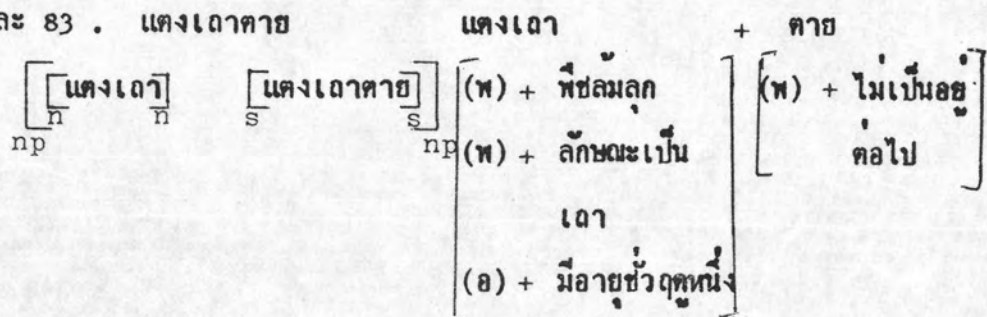 ละ 83 . แตงเถาตาย แตงเถา + ตาย
[[แตงเถา] [แตงเถาตาย]] [(พ) + พืชล้มลุก [(พ) + ไม่เป็นอยู่
np n n s s np (พ) + ลักษณะเป็น ต่อไป]
เถา
(อ) + มีอายุชั่วฤดูหนึ่ง]